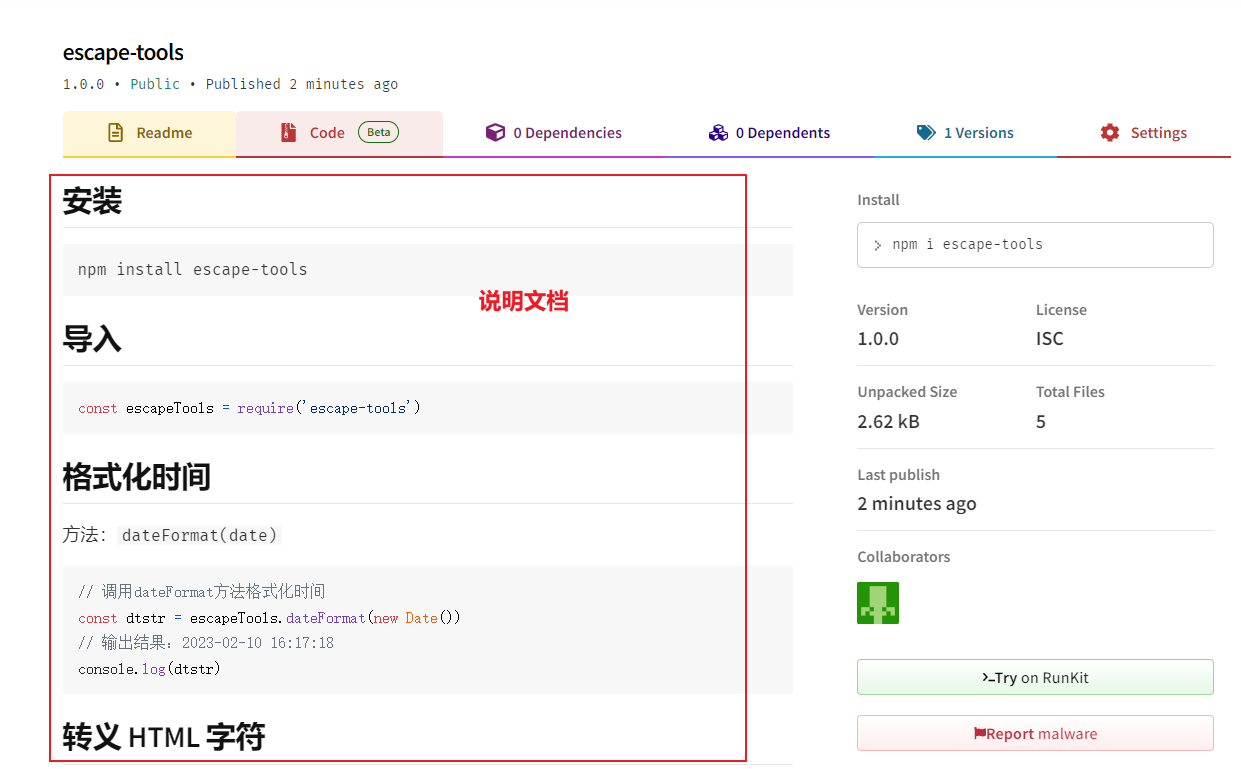 escape-tools
1.0.0 • Public • Published 2 minutes ago
Readme
Code Beta
0 Dependencies
0 Dependents
1 Versions
Settings
安装
npm install escape-tools
说明文档
导入
const escapeTools = require('escape-tools')
格式化时间
方法: dateFormat(date)
// 调用dateFormat方法格式化时间
const dtstr = escapeTools.dateFormat(new Date())
// 输出结果: 2023-02-10 16:17:18
console.log(dtstr)
转义 HTML 字符
Install
> npm i escape-tools
Version
1.0.0
License
ISC
Unpacked Size
2.62 kB
Total Files
5
Last publish
2 minutes ago
Collaborators
>_Try on RunKit
Report malware